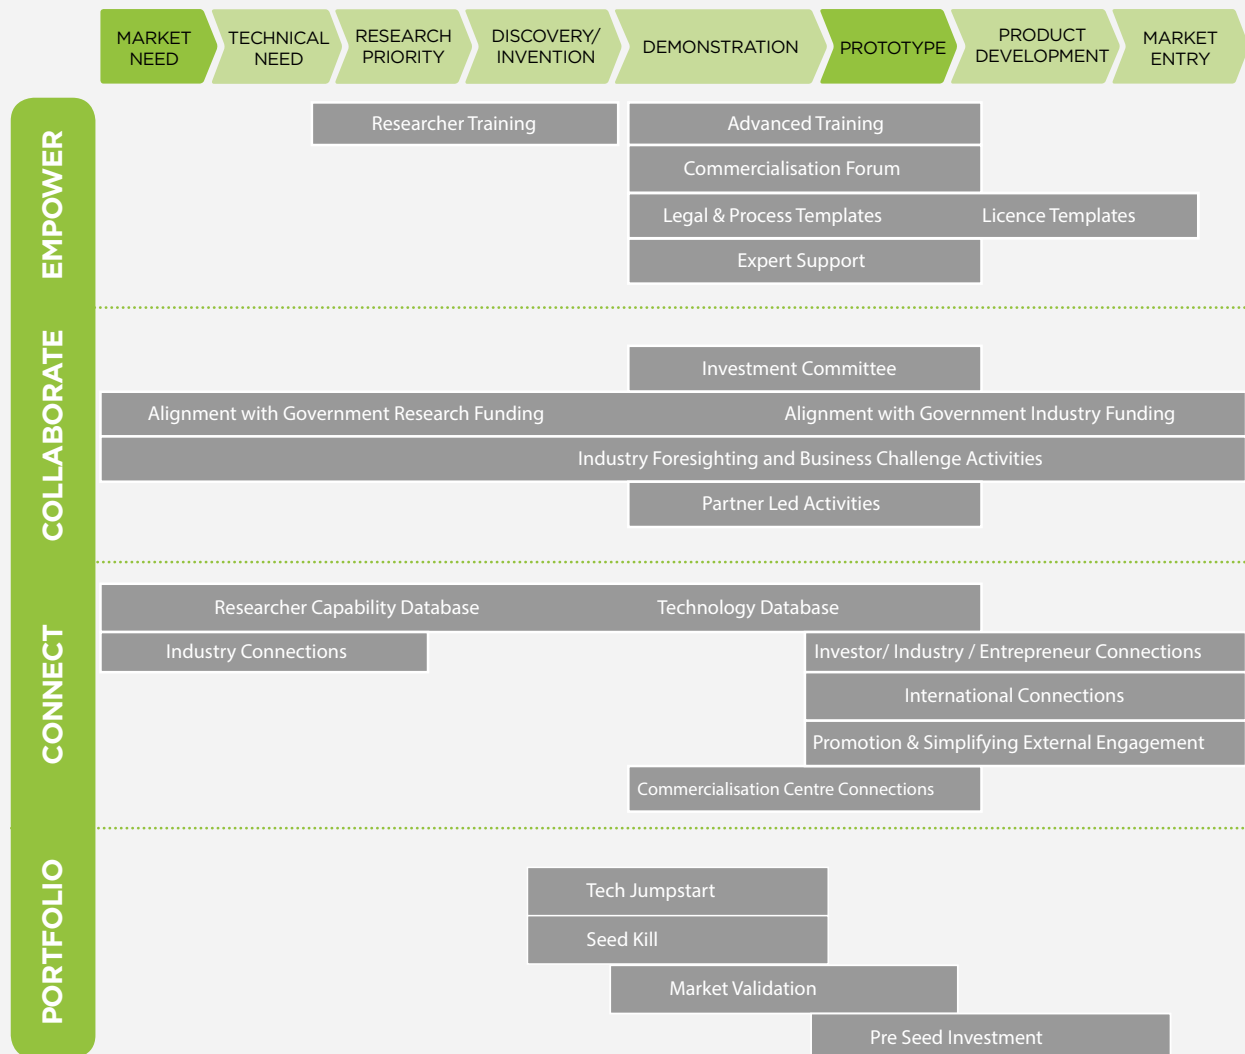 MARKET
NEED
TECHNICAL
NEED
RESEARCH
PRIORITY
DISCOVERY/
INVENTION
DEMONSTRATION
PROTOTYPE
PRODUCT
DEVELOPMENT
MARKET
ENTRY
EMPOWER
Researcher Training
Advanced Training
Commercialisation Forum
Legal & Process Templates
Licence Templates
Expert Support
COLLABORATE
Investment Committee
Alignment with Government Research Funding
Alignment with Government Industry Funding
Industry Foresighting and Business Challenge Activities
Partner Led Activities
CONNECT
Researcher Capability Database
Technology Database
Industry Connections
Investor/ Industry / Entrepreneur Connections
International Connections
Promotion & Simplifying External Engagement
Commercialisation Centre Connections
PORTFOLIO
Tech Jumpstart
Seed Kill
Market Validation
Pre Seed Investment